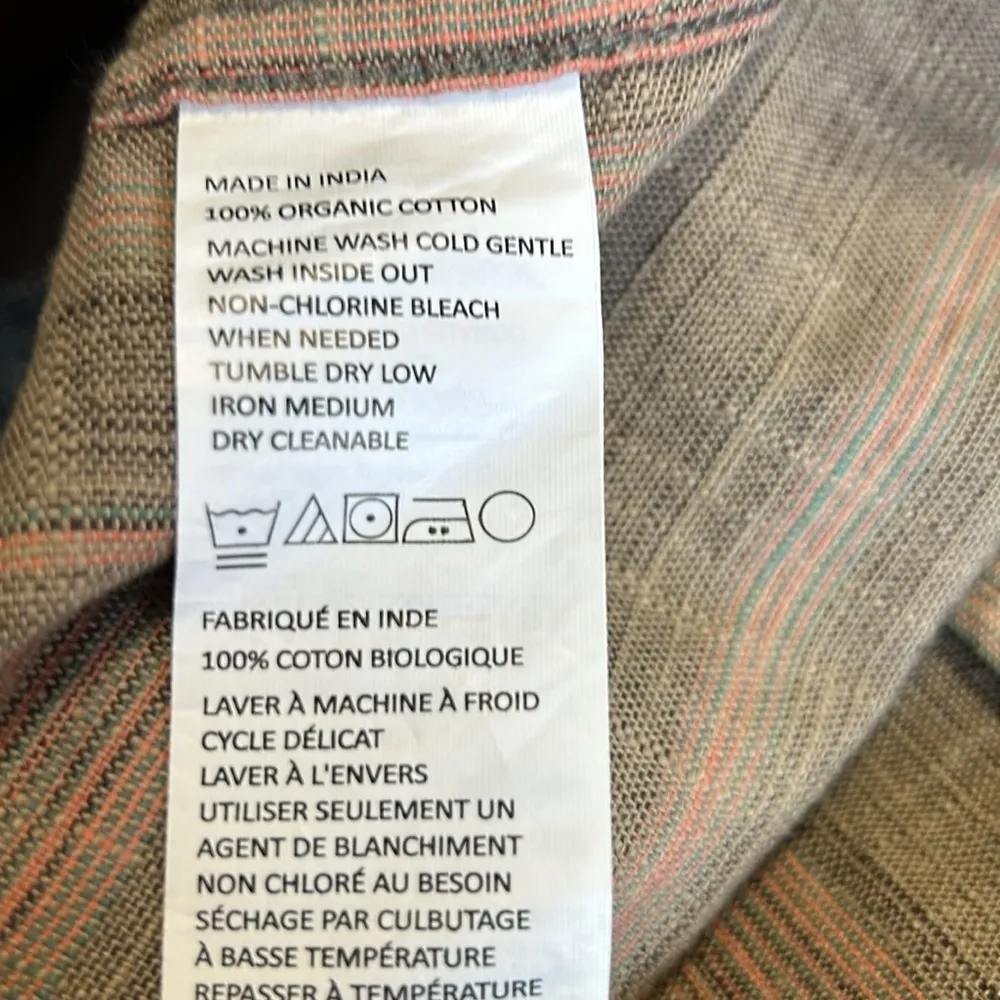 MADE IN INDIA
100% ORGANIC COTTON
MACHINE WASH COLD GENTLE
WASH INSIDE OUT
NON-CHLORINE BLEACH
WHEN NEEDED
TUMBLE DRY LOW
IRON MEDIUM
DRY CLEANABLE
FABRIQUÉ EN INDE
100% COTON BIOLOGIQUE
LAVER À MACHINE À FROID
CYCLE DÉLICAT
LAVER À L'ENVERS
UTILISER SEULEMENT UN
AGENT DE BLANCHIMENT
NON CHLORÉ AU BESOIN
SÉCHAGE PAR CULBUTAGE
À BASSE TEMPÉRATURE
REPASSER À TEMPÉRATURE